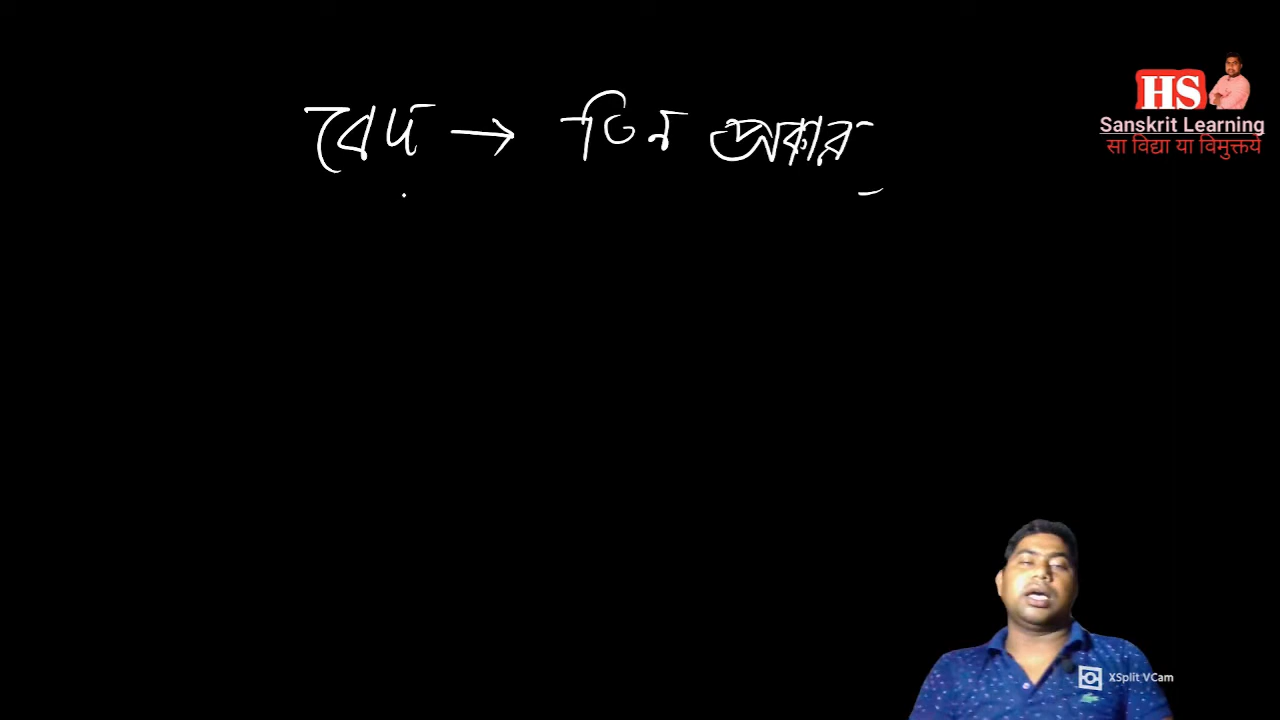 বেদ → তিন প্রকার
HS
Sanskrit Learning
सा विद्या या विमुक्तये
XSplit VCam